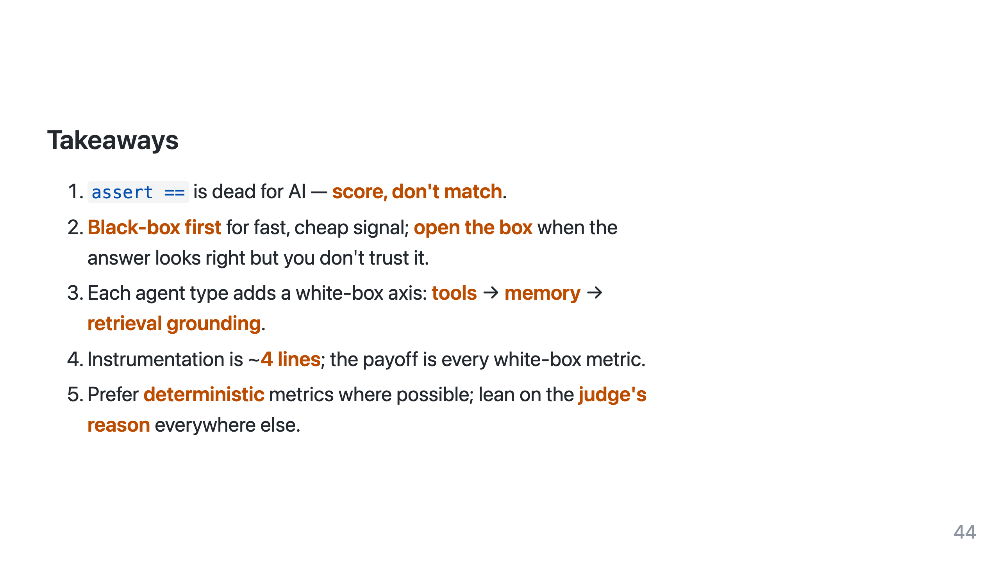 Takeaways
1. assert == is dead for AI — score, don't match.
2. Black-box first for fast, cheap signal; open the box when the
answer looks right but you don't trust it.
3. Each agent type adds a white-box axis: tools → memory →
retrieval grounding.
4. Instrumentation is ~4 lines; the payoff is every white-box metric.
5. Prefer deterministic metrics where possible; lean on the judge's
reason everywhere else.
44